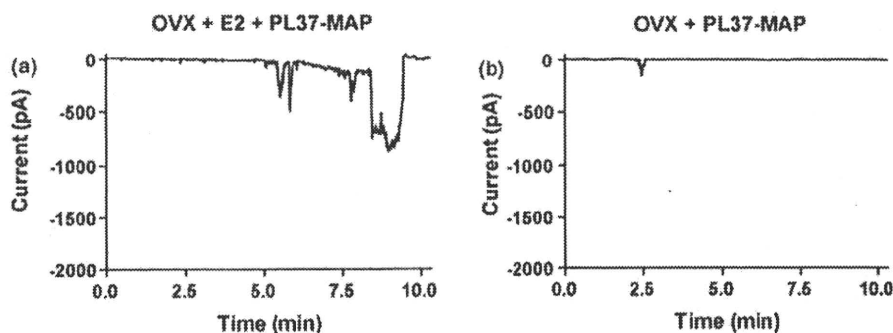 OVX + E2 + PL37-MAP
(a)
Current (pA)
0
-500
-1000
-1500
-2000
0.0 2.5 5.0 7.5 10.0
Time (min)
OVX + PL37-MAP
(b)
Current (pA)
0
-500
-1000
-1500
-2000
0.0 2.5 5.0 7.5 10.0
Time (min)